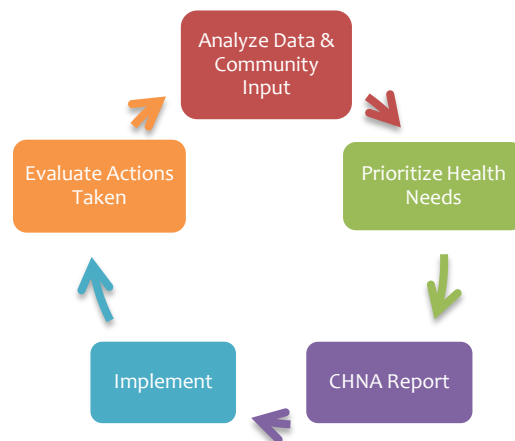 Analyze Data &
Community
Input
Prioritize Health
Needs
CHNA Report
Implement
Evaluate Actions
Taken